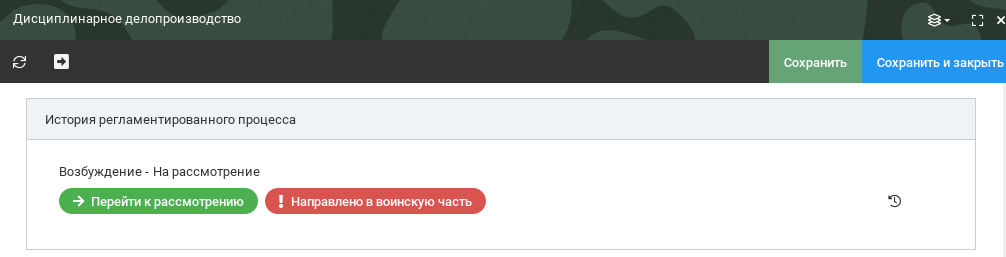 Дисциплинарное делопроизводство
Сохранить
Сохранить и закрыть
История регламентированного процесса
Возбуждение - На рассмотрение
Перейти к рассмотрению
Направлено в воинскую часть